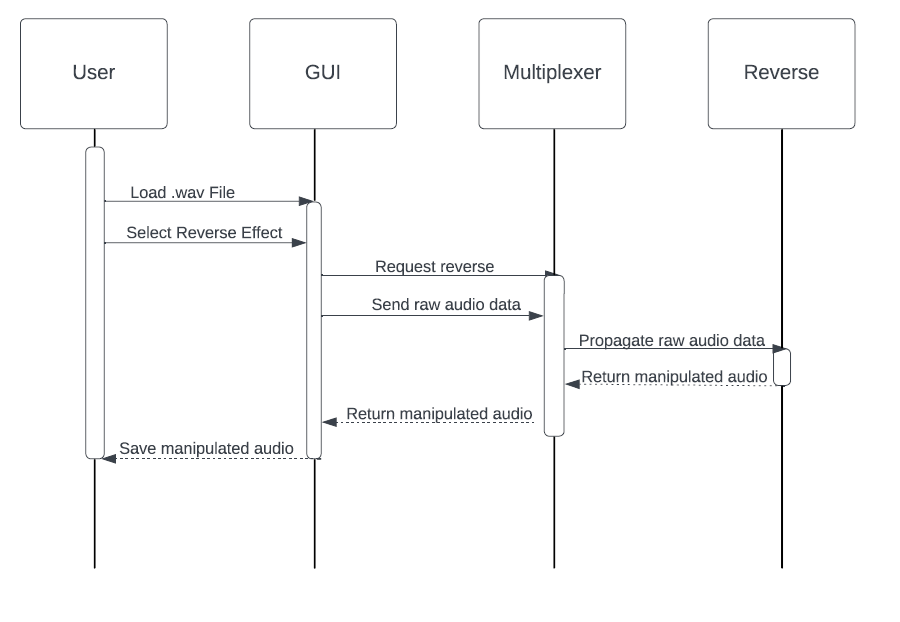 User
GUI
Multiplexer
Reverse
Load .wav File
Select Reverse Effect
Request reverse
Send raw audio data
Propagate raw audio data
Return manipulated audio
Return manipulated audio
Save manipulated audio